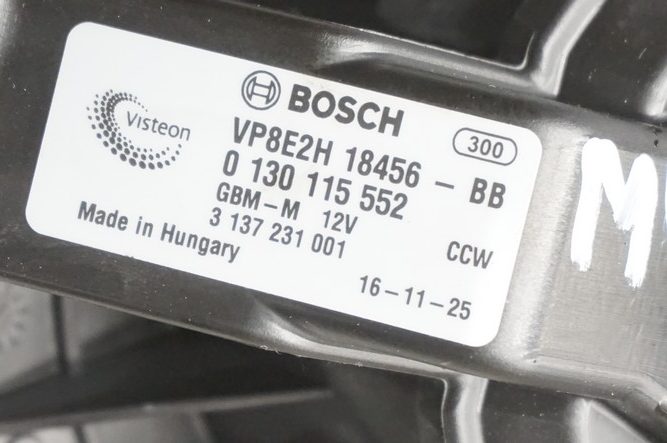 BOSCH
Visteon
300
VP8E2H 18456 - BB
0 130 115 552
GBM-M 12V
3 137 231 001
CCW
Made in Hungary
16-11-25
M